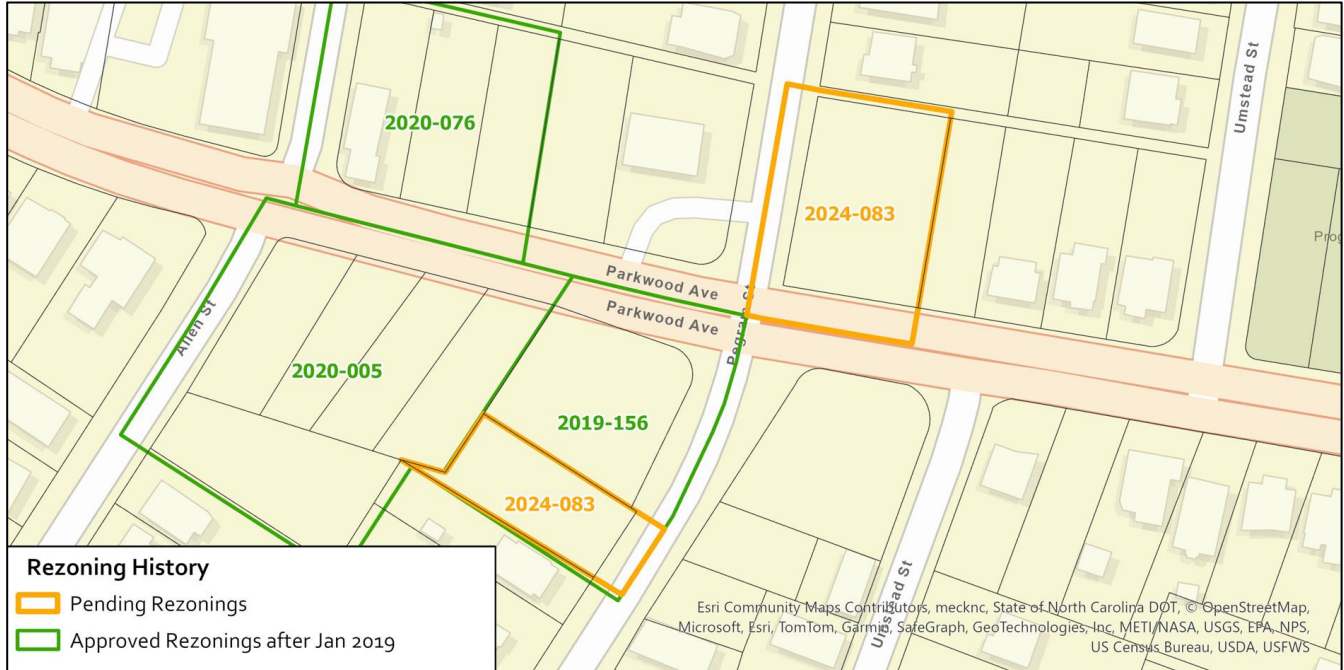 Umstead St
2020-076
2024-083
Prog
Parkwood Ave
Parkwood Ave
Pegram St
Allen St
2020-005
2019-156
2024-083
Umstead St
Rezoning History
Pending Rezonings
Approved Rezonings after Jan 2019
Esri Community Maps Contributors, mecknc, State of North Carolina DOT, © OpenStreetMap,
Microsoft, Esri, TomTom, Garmin, SafeGraph, GeoTechnologies, Inc, METI/NASA, USGS, EPA, NPS,
US Census Bureau, USDA, USFWS